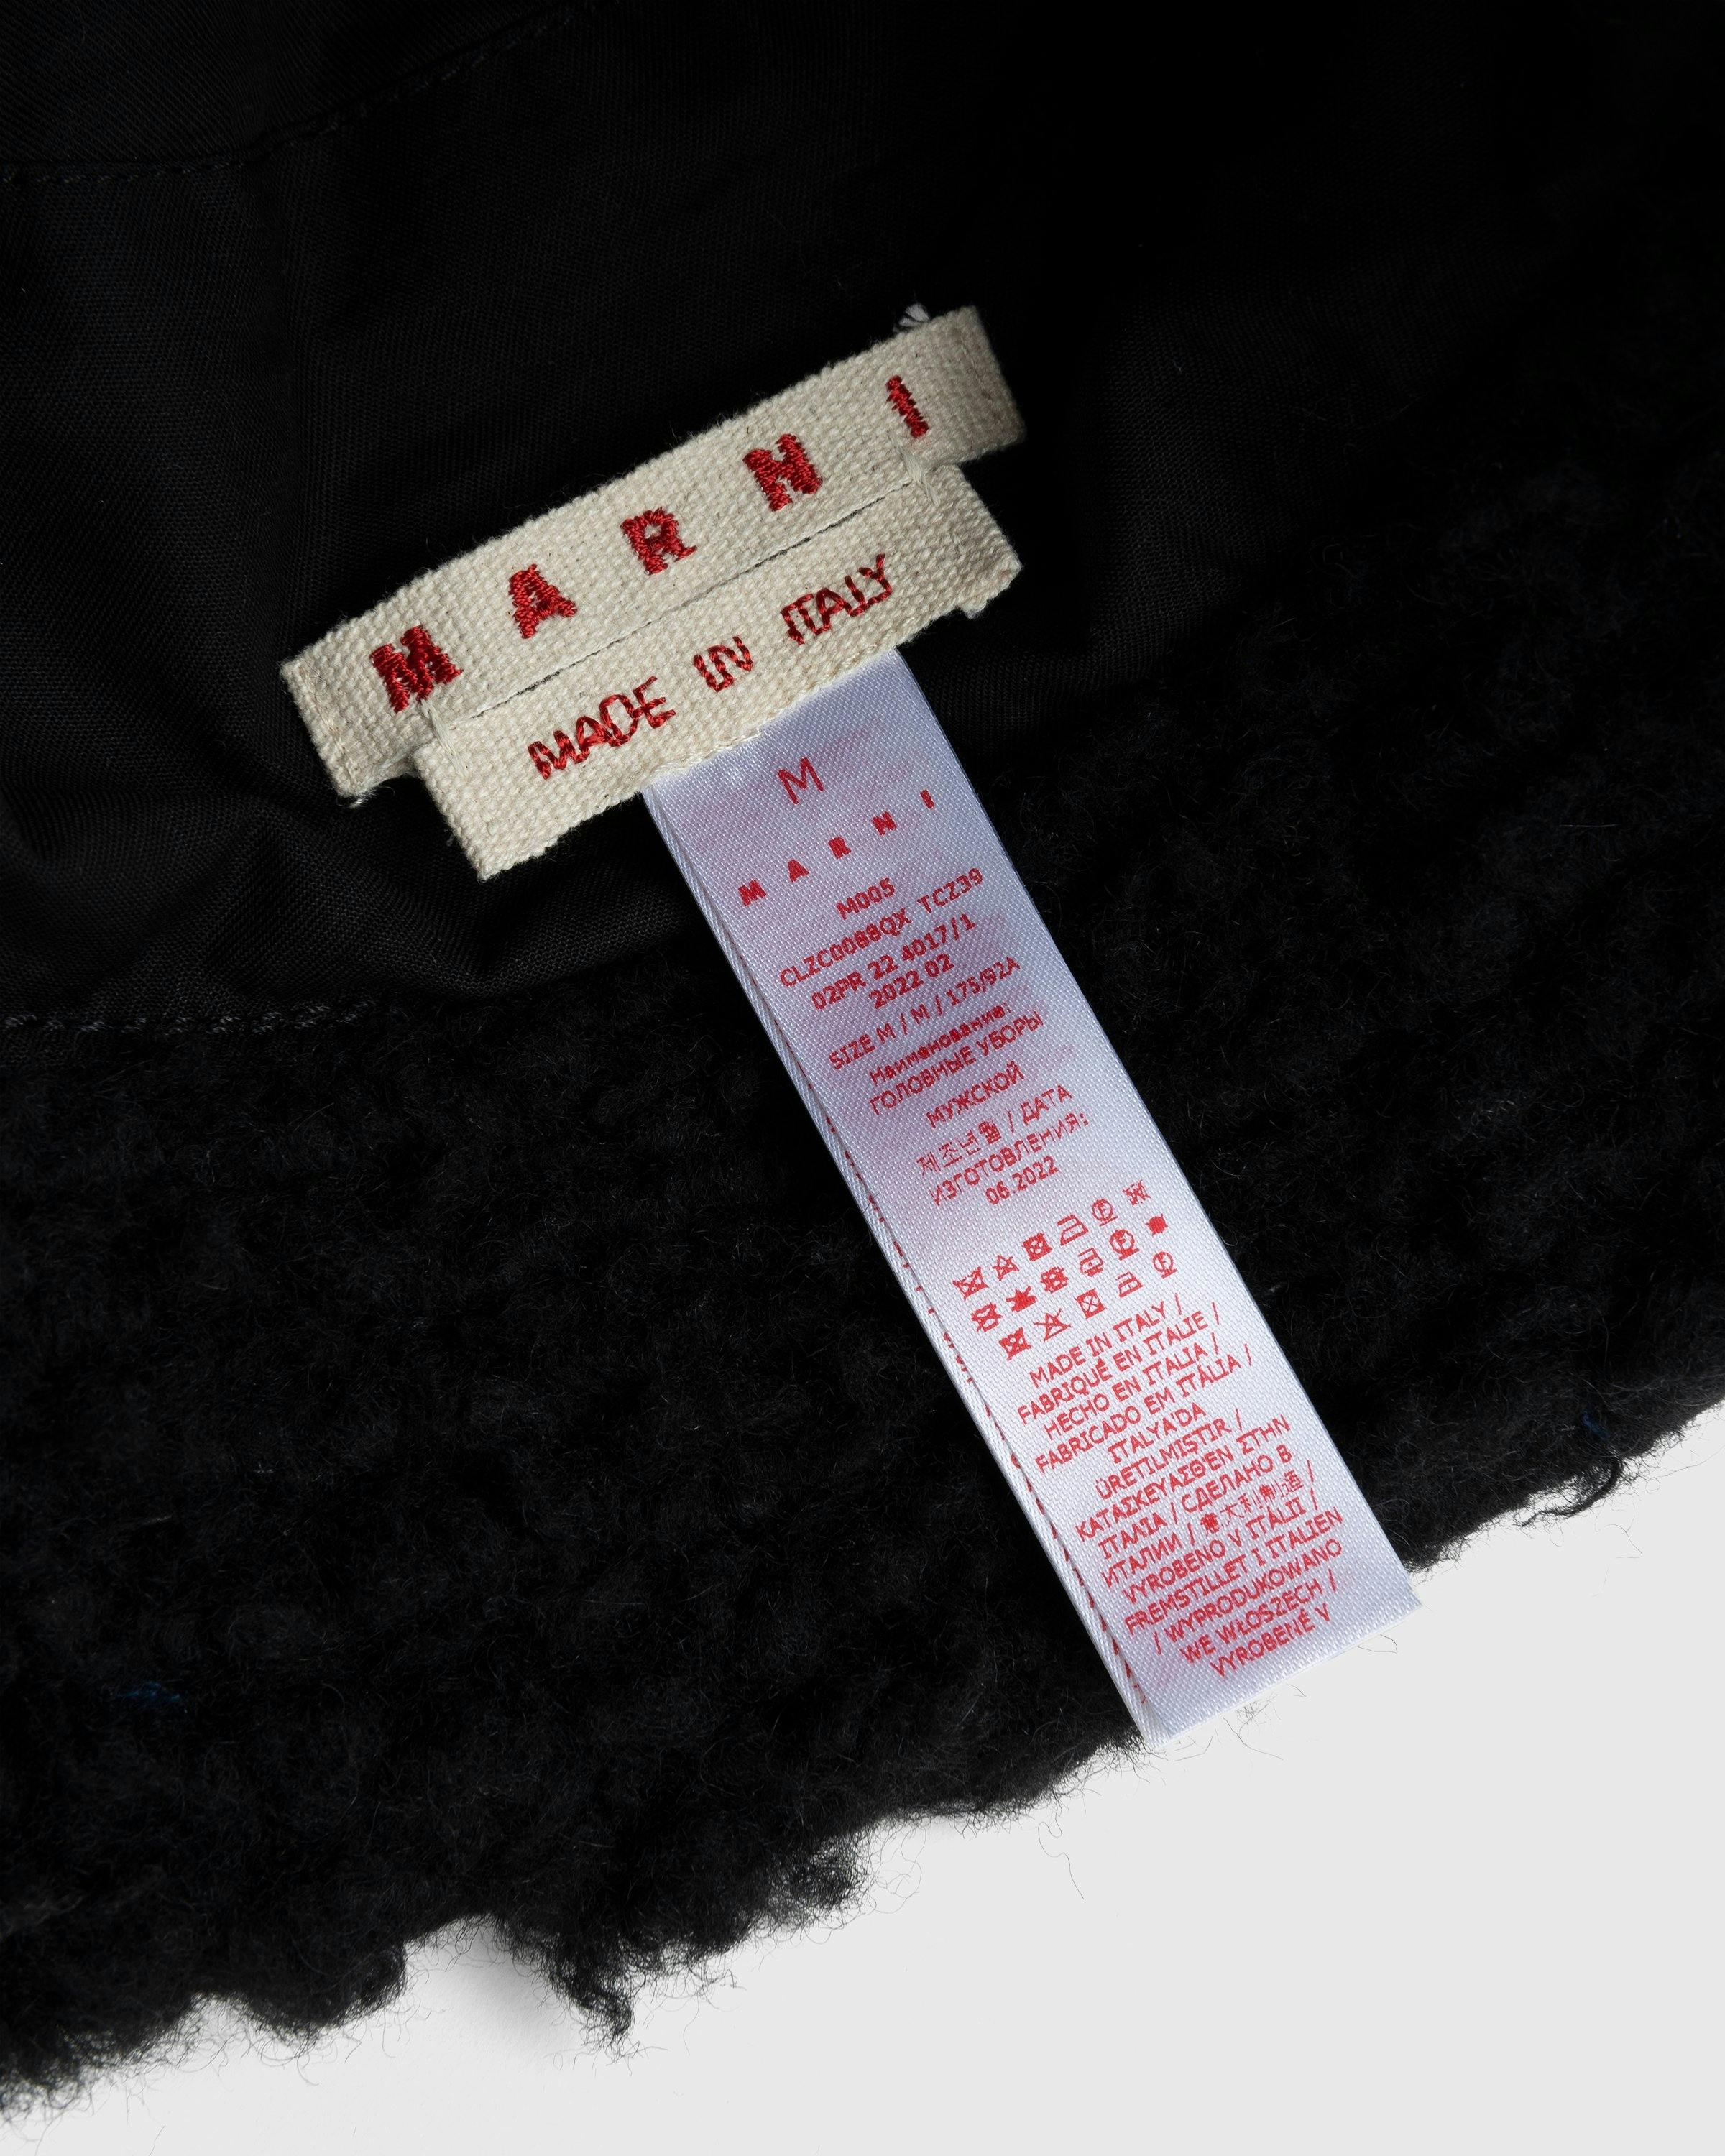 MARNI
MADE IN ITALY
M
MARNI
M005
CLZC0088QX TCZ39
02PR 22 4017/1
2022 02
SIZE M / M / 175/92A
Наименование:
ГОЛОВНЫЕ УБОРЫ
МУЖСКОЙ
제조년월 / ДАТА
ИЗГОТОВЛЕНИЯ:
06.2022
MADE IN ITALY /
FABRIQUÉ EN ITALIE /
HECHO EN ITALIA /
FABRICADO EM ITÁLIA /
ITALYA'DA
ÜRETILMISTIR /
ΚΑΤΑΣΚΕΥΑΣΘΕΝ ΣΤΗΝ
ΙΤΑΛΙΑ / СДЕЛАНО В
ИТАЛИИ / 意大利制造 /
VYROBENO V ITÁLII /
FREMSTILLET I ITALIEN
/ WYPRODUKOWANO
WE WŁOSZECH /
VYROBENÉ V